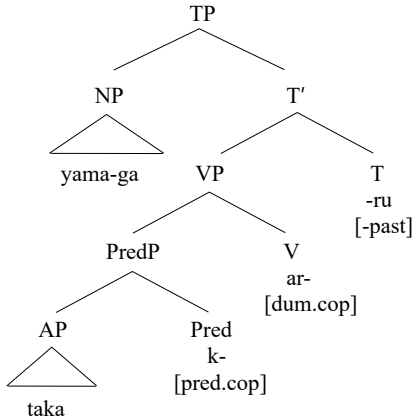 TP
NP T′
yama-ga
VP T
-ru
[-past]
PredP V
ar-
[dum.cop]
AP Pred
k-
[pred.cop]
taka